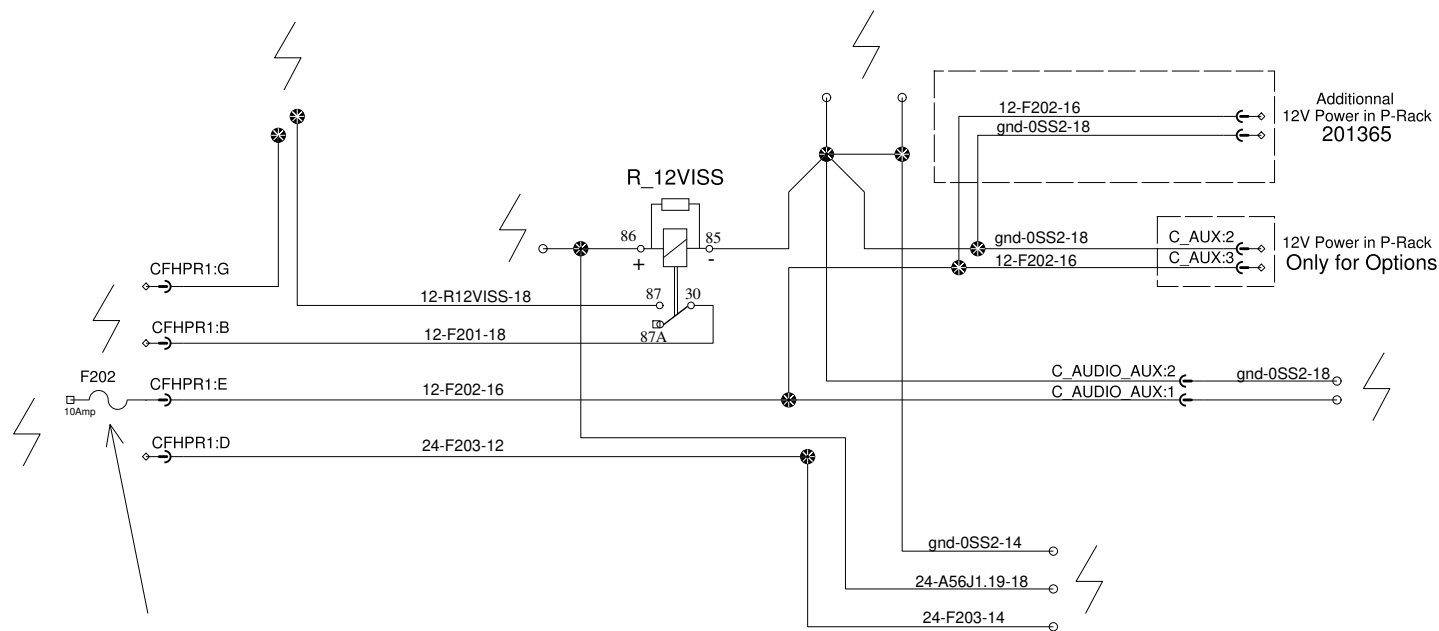 12-F202-16
gnd-0SS2-18
Additionnal
12V Power in P-Rack
201365
R_12VISS
86
85
+
-
gnd-0SS2-18
C_AUX:2
12-F202-16
C_AUX:3
12V Power in P-Rack
Only for Options
CFHPR1:G
12-R12VISS-18
87
30
87A
CFHPR1:B
12-F201-18
F202
10Amp
CFHPR1:E
12-F202-16
C_AUDIO_AUX:2
gnd-0SS2-18
C_AUDIO_AUX:1
CFHPR1:D
24-F203-12
gnd-0SS2-14
24-A56J1.19-18
24-F203-14